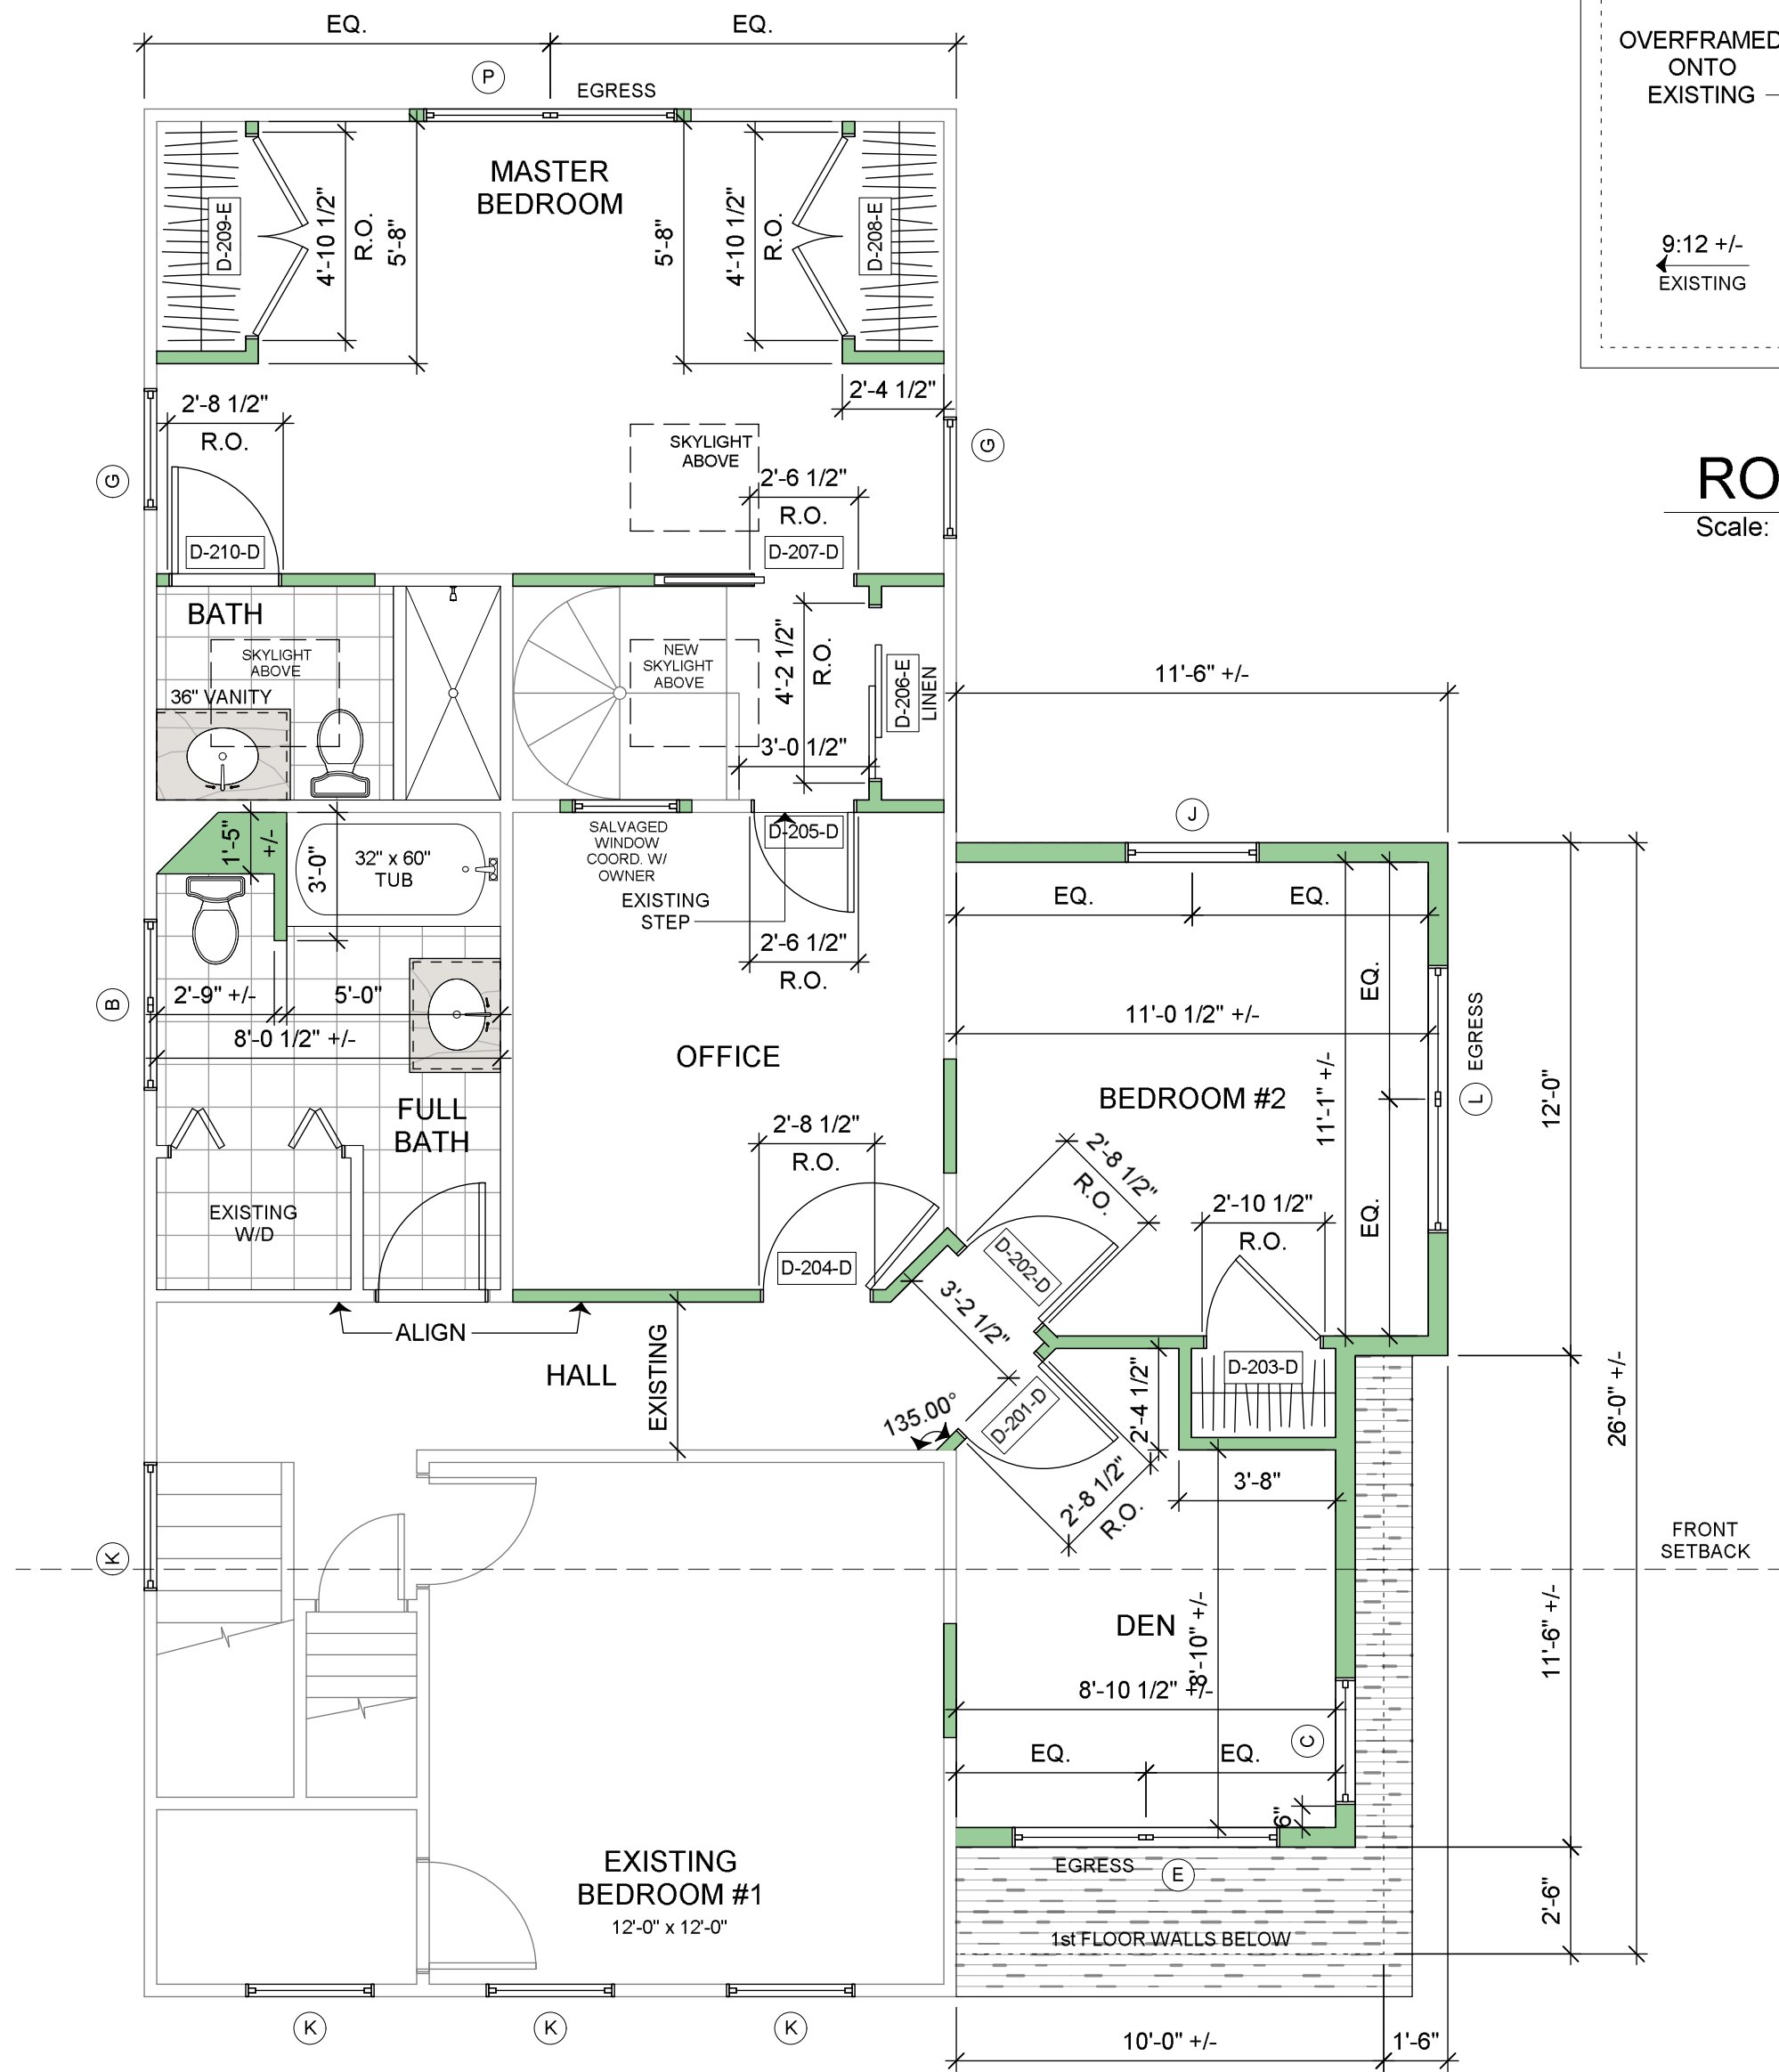 EQ.
EQ.
OVERFRAMED
ONTO
EXISTING
P
EGRESS
MASTER
BEDROOM
D-209-E
4'-10 1/2"
R.O.
5'-8"
5'-8"
4'-10 1/2"
R.O.
D-208-E
9:12 +/-
EXISTING
2'-8 1/2"
R.O.
2'-4 1/2"
SKYLIGHT
ABOVE
G
G
2'-6 1/2"
R.O.
RO
Scale:
D-210-D
D-207-D
BATH
SKYLIGHT
ABOVE
36" VANITY
NEW
SKYLIGHT
ABOVE
4'-2 1/2"
R.O.
D-206-E
LINEN
11'-6" +/-
3'-0 1/2"
1'-5"
+/-
3'-0"
32" x 60"
TUB
SALVAGED
WINDOW
COORD. W/
OWNER
D-205-D
EXISTING
STEP
J
EQ.
EQ.
2'-6 1/2"
R.O.
B
2'-9" +/-
5'-0"
8'-0 1/2" +/-
OFFICE
11'-0 1/2" +/-
EQ.
EGRESS
L
BEDROOM #2
11'-1" +/-
12'-0"
FULL
BATH
2'-8 1/2"
R.O.
2'-8 1/2"
R.O.
2'-10 1/2"
R.O.
EQ.
EXISTING
W/D
D-204-D
D-202-D
3'-2 1/2"
ALIGN
HALL
EXISTING
D-203-D
26'-0" +/-
135.00°
D-201-D
2'-4 1/2"
2'-8 1/2"
R.O.
3'-8"
FRONT
SETBACK
K
DEN
8'-10" +/-
8'-10 1/2" +/-
11'-6" +/-
C
EQ.
EQ.
6"
EXISTING
BEDROOM #1
12'-0" x 12'-0"
EGRESS
E
2'-6"
1st FLOOR WALLS BELOW
K
K
K
10'-0" +/-
1'-6"